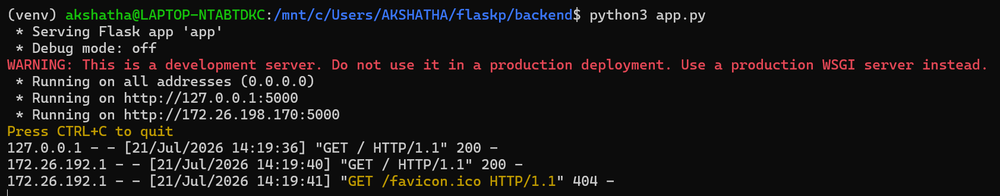 (venv) akshatha@LAPTOP-NTABTDKC:/mnt/c/Users/AKSHATHA/flaskp/backend$ python3 app.py
 * Serving Flask app 'app'
 * Debug mode: off
WARNING: This is a development server. Do not use it in a production deployment. Use a production WSGI server instead.
 * Running on all addresses (0.0.0.0)
 * Running on http://127.0.0.1:5000
 * Running on http://172.26.198.170:5000
Press CTRL+C to quit
127.0.0.1 - - [21/Jul/2026 14:19:36] "GET / HTTP/1.1" 200 -
172.26.192.1 - - [21/Jul/2026 14:19:40] "GET / HTTP/1.1" 200 -
172.26.192.1 - - [21/Jul/2026 14:19:41] "GET /favicon.ico HTTP/1.1" 404 -